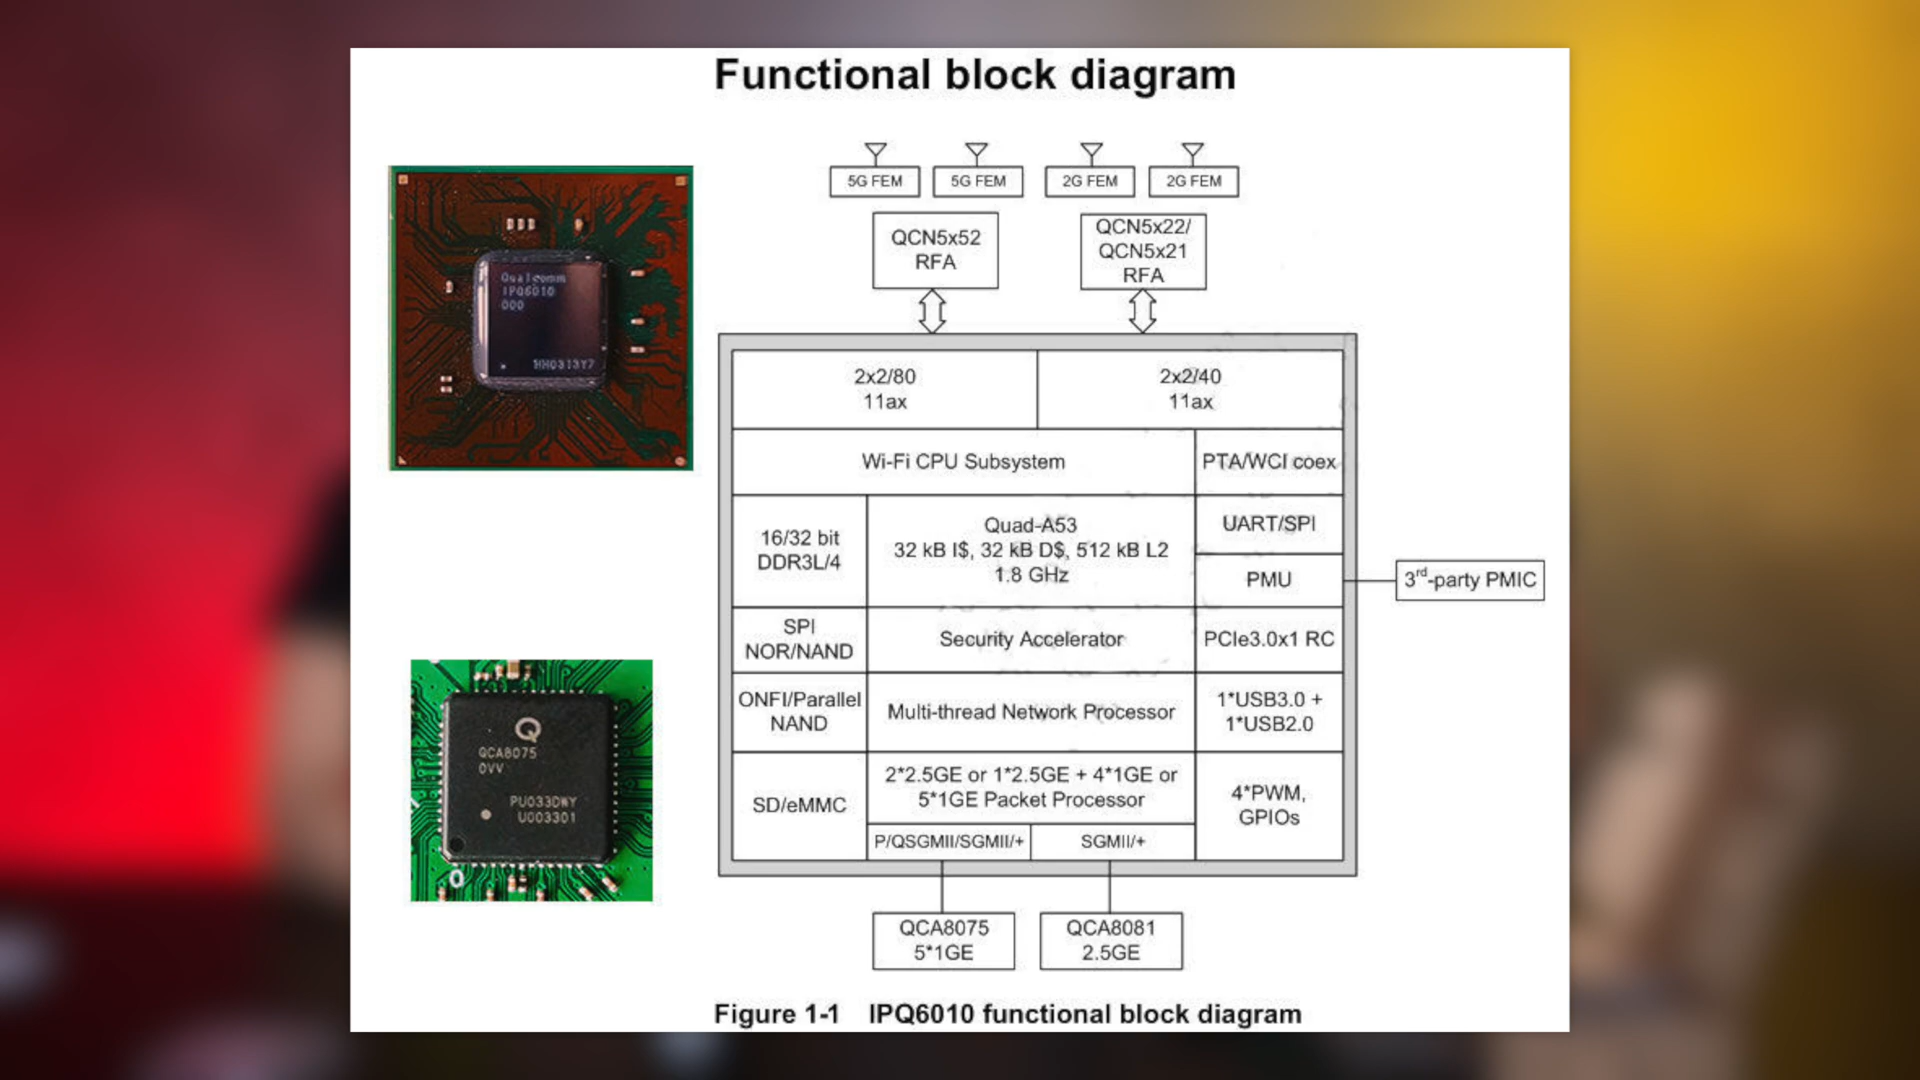 Functional block diagram
5G FEM
5G FEM
2G FEM
2G FEM
QCN5x52
RFA
QCN5x22/
QCN5x21
RFA
Qualcomm
IPQ6010
000
HH0313Y7
2x2/80
11ax
2x2/40
11ax
Wi-Fi CPU Subsystem
PTA/WCI coex
16/32 bit
DDR3L/4
Quad-A53
32 kB I$, 32 kB D$, 512 kB L2
1.8 GHz
UART/SPI
PMU
3rd-party PMIC
SPI
NOR/NAND
Security Accelerator
PCIe3.0x1 RC
ONFI/Parallel
NAND
Multi-thread Network Processor
1*USB3.0 +
1*USB2.0
SD/eMMC
2*2.5GE or 1*2.5GE + 4*1GE or
5*1GE Packet Processor
4*PWM,
GPIOs
P/QSGMII/SGMII/+
SGMII/+
QCA8075
0VV
PU033DWY
U003301
QCA8075
5*1GE
QCA8081
2.5GE
Figure 1-1 IPQ6010 functional block diagram